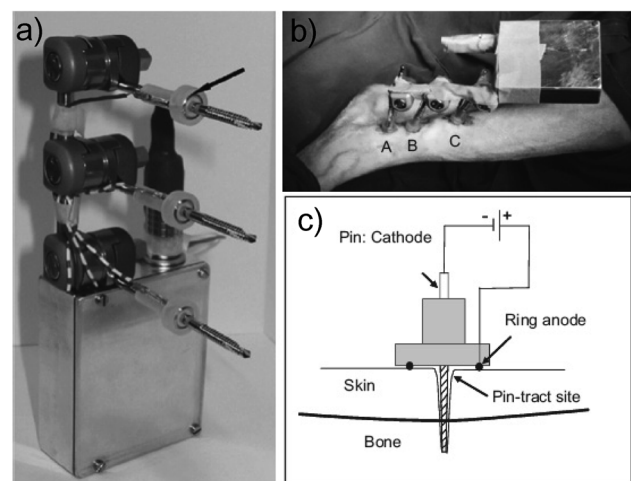 a)
b)
A B C
c)
- +
Pin: Cathode
Ring anode
Skin
Pin-tract site
Bone